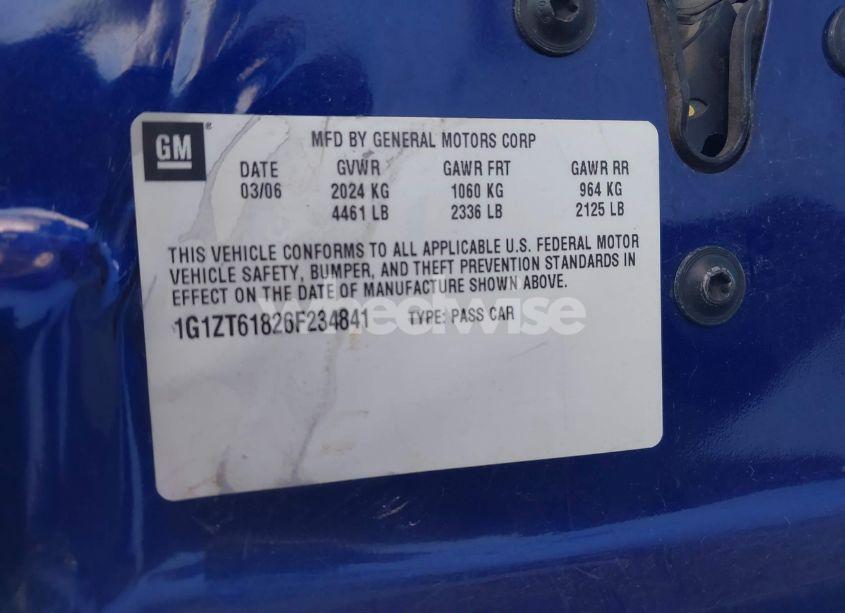 GM®
MFD BY GENERAL MOTORS CORP
DATE GVWR GAWR FRT GAWR RR
03/06 2024 KG 1060 KG 964 KG
4461 LB 2336 LB 2125 LB
THIS VEHICLE CONFORMS TO ALL APPLICABLE U.S. FEDERAL MOTOR
VEHICLE SAFETY, BUMPER, AND THEFT PREVENTION STANDARDS IN
EFFECT ON THE DATE OF MANUFACTURE SHOWN ABOVE.
1G1ZT61826F234841 TYPE: PASS CAR
wheelwise